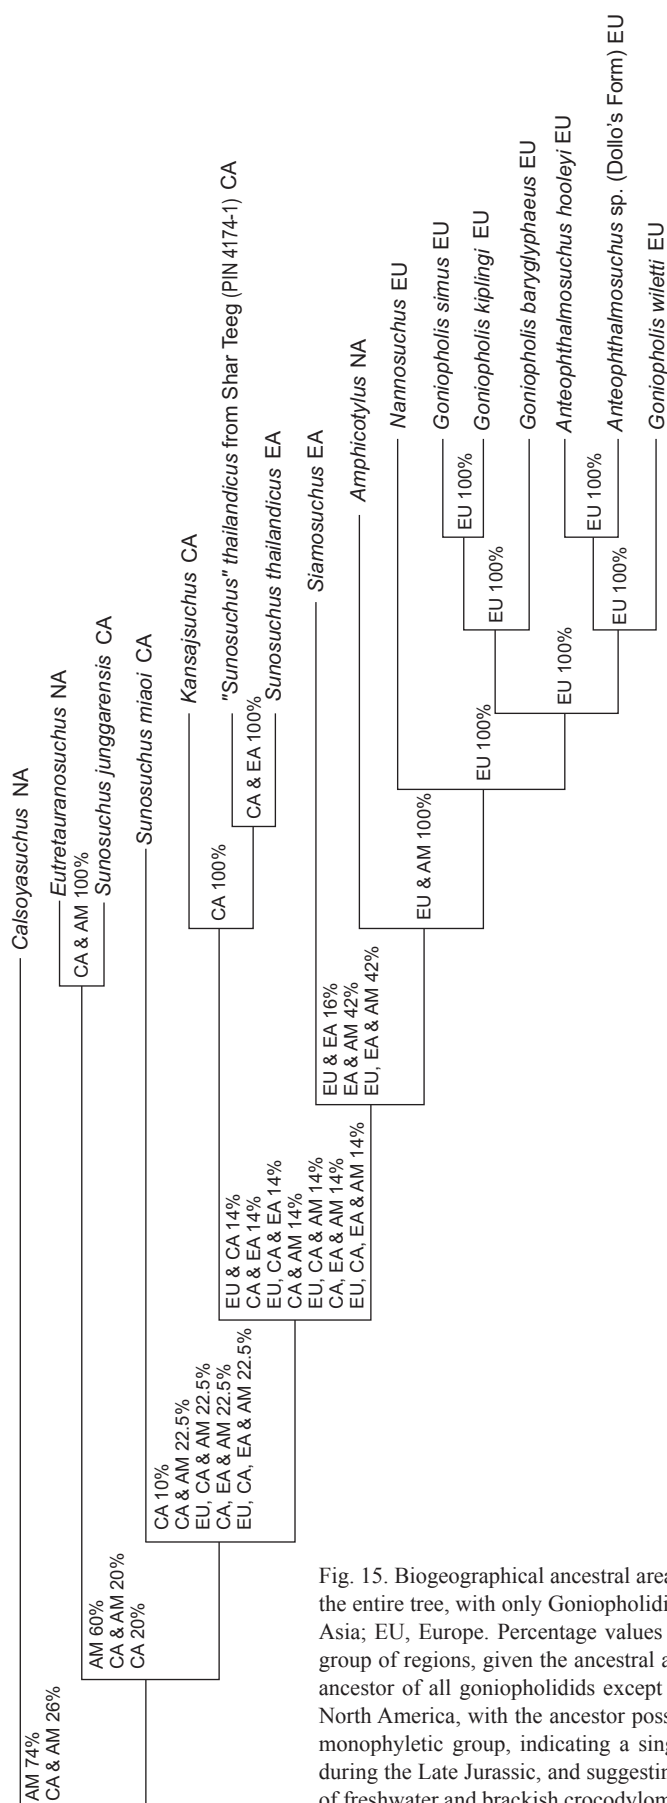 Calsoyasuchus NA
Eutretauranosuchus NA
CA & AM 100%
Sunosuchus junggarensis CA
Sunosuchus miaoi CA
Kansajsuchus CA
CA 100%
"Sunosuchus" thailandicus from Shar Teeg (PIN 4174-1) CA
CA & EA 100%
Sunosuchus thailandicus EA
Siamosuchus EA
Amphicotylus NA
Nannosuchus EU
Goniopholis simus EU
EU 100%
Goniopholis kiplingi EU
EU 100%
Goniopholis baryglyphaeus EU
EU 100%
Anteophthalmosuchus hooleyi EU
EU 100%
Anteophthalmosuchus sp. (Dollo's Form) EU
EU 100%
Goniopholis wiletti EU
EU 100%
EU & AM 100%
EU & EA 16%
EA & AM 42%
EU, EA & AM 42%
EU & CA 14%
CA & EA 14%
EU, CA & EA 14%
CA & AM 14%
EU, CA & AM 14%
CA, EA & AM 14%
EU, CA, EA & AM 14%
CA 10%
CA & AM 22.5%
EU, CA & AM 22.5%
CA, EA & AM 22.5%
EU, CA, EA & AM 22.5%
AM 60%
CA & AM 20%
CA 20%
AM 74%
CA & AM 26%
Fig. 15. Biogeographical ancestral area
the entire tree, with only Goniopholidi
Asia; EU, Europe. Percentage values
group of regions, given the ancestral a
ancestor of all goniopholidids except
North America, with the ancestor poss
monophyletic group, indicating a sing
during the Late Jurassic, and suggestin
of freshwater and brackish crocodylom